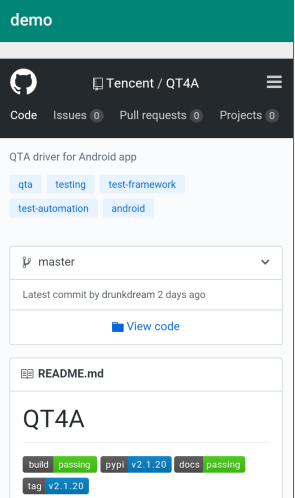 demo
Tencent / QT4A
Code Issues 0 Pull requests 0 Projects 0
QTA driver for Android app
qta testing test-framework
test-automation android
master
Latest commit by drunkdream 2 days ago
View code
README.md
QT4A
build passing pypi v2.1.20 docs passing
tag v2.1.20